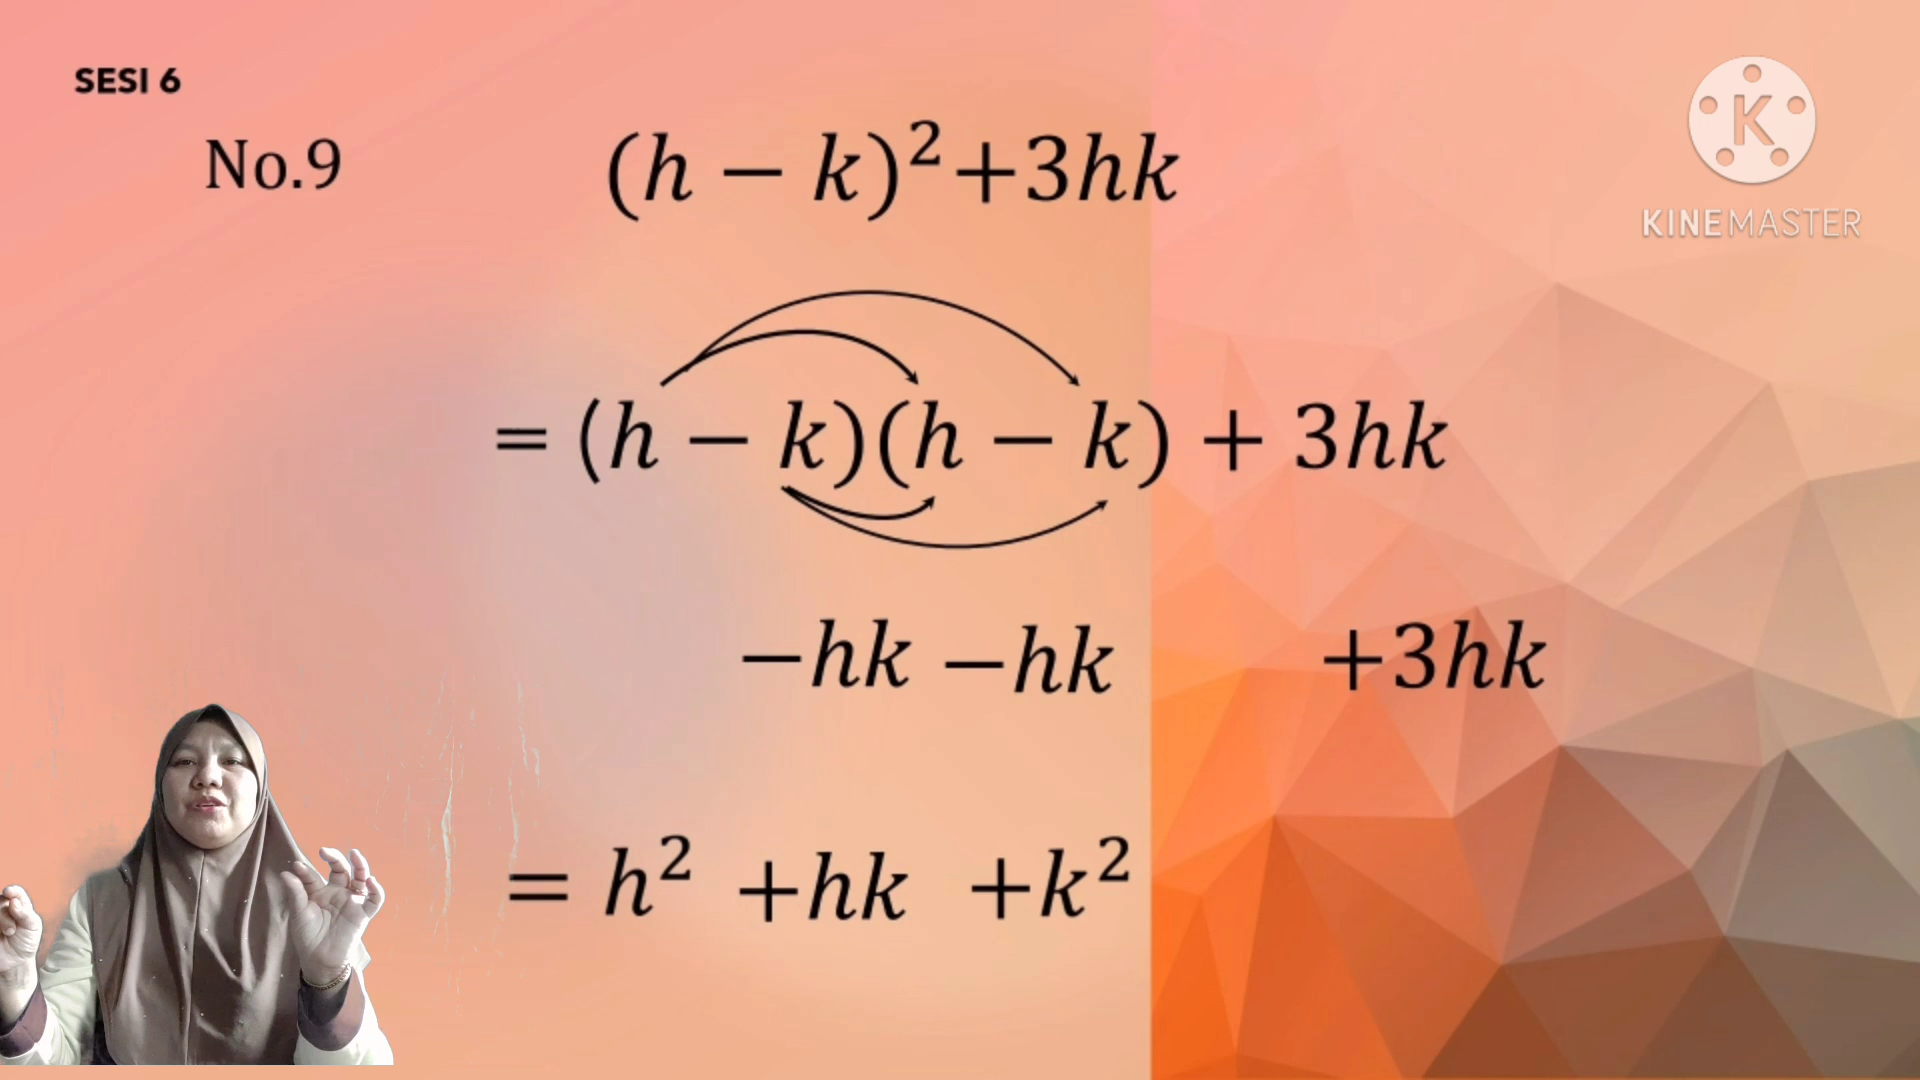 SESI 6
No.9
(h − k)²+3hk
= (h − k)(h − k) + 3hk
−hk −hk +3hk
= h² +hk +k²
K
KINEMASTER